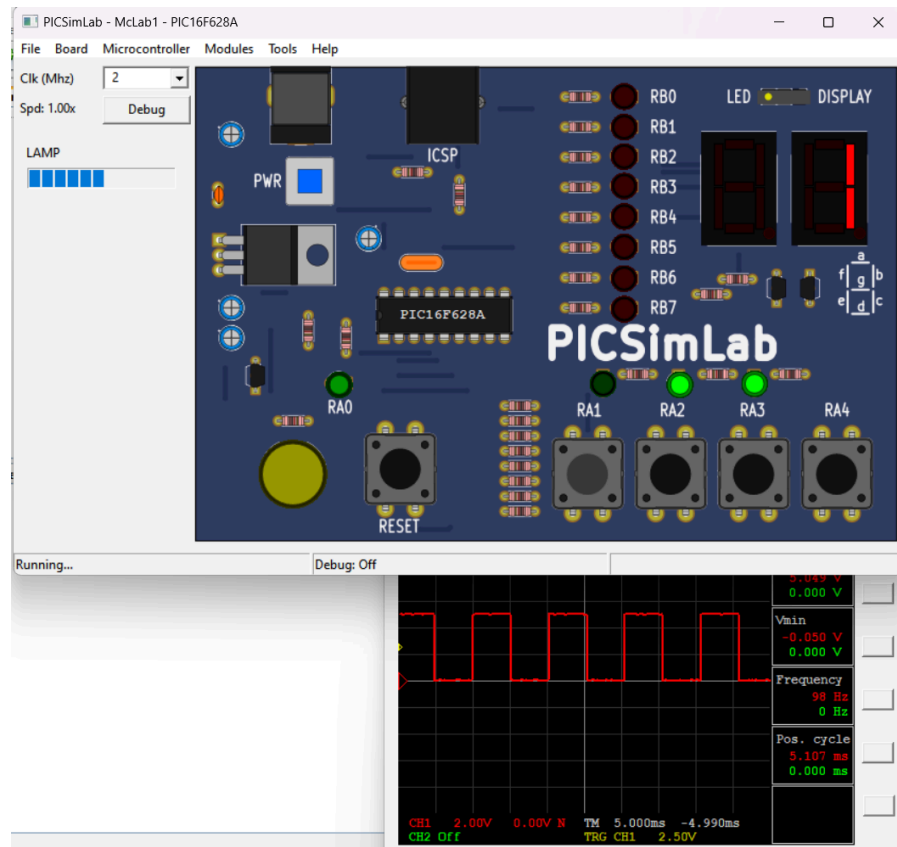 PICSimLab - McLab1 - PIC16F628A
File Board Microcontroller Modules Tools Help
Clk (Mhz) 2
Spd: 1.00x Debug
LAMP
PWR
ICSP
RB0
RB1
RB2
RB3
RB4
RB5
RB6
RB7
LED DISPLAY
a
f b
g
e c
d
PIC16F628A
PICSimLab
RA0
RA1 RA2 RA3 RA4
RESET
Running... Debug: Off
5.049 V
0.000 V
Vmin
-0.050 V
0.000 V
Frequency
98 Hz
0 Hz
Pos. cycle
5.107 ms
0.000 ms
CH1 2.00V 0.00V N TM 5.000ms -4.990ms
CH2 Off TRG CH1 2.50V